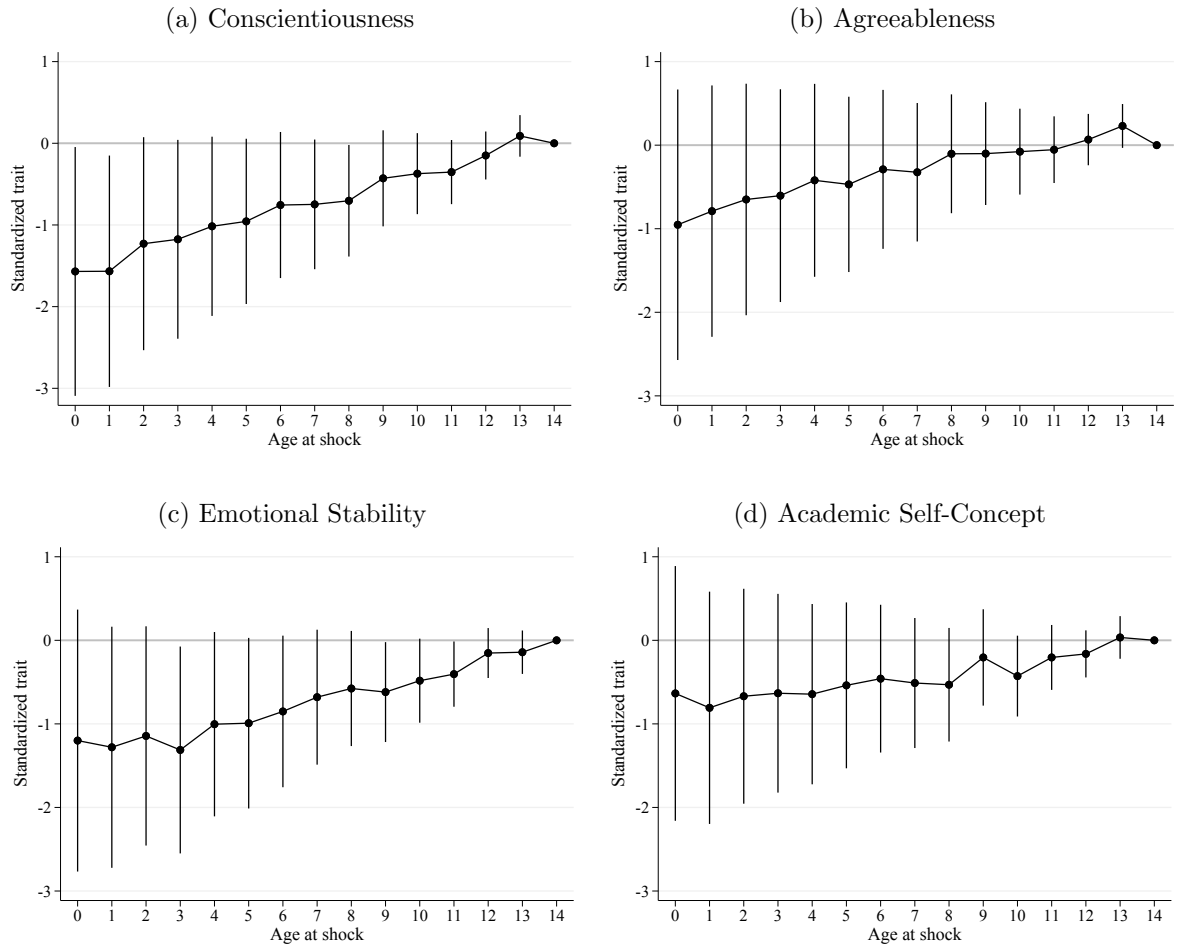 (a) Conscientiousness
1
0
-1
-2
-3
Standardized trait
0 1 2 3 4 5 6 7 8 9 10 11 12 13 14
Age at shock
(b) Agreeableness
1
0
-1
-2
-3
Standardized trait
0 1 2 3 4 5 6 7 8 9 10 11 12 13 14
Age at shock
(c) Emotional Stability
1
0
-1
-2
-3
Standardized trait
0 1 2 3 4 5 6 7 8 9 10 11 12 13 14
Age at shock
(d) Academic Self-Concept
1
0
-1
-2
-3
Standardized trait
0 1 2 3 4 5 6 7 8 9 10 11 12 13 14
Age at shock